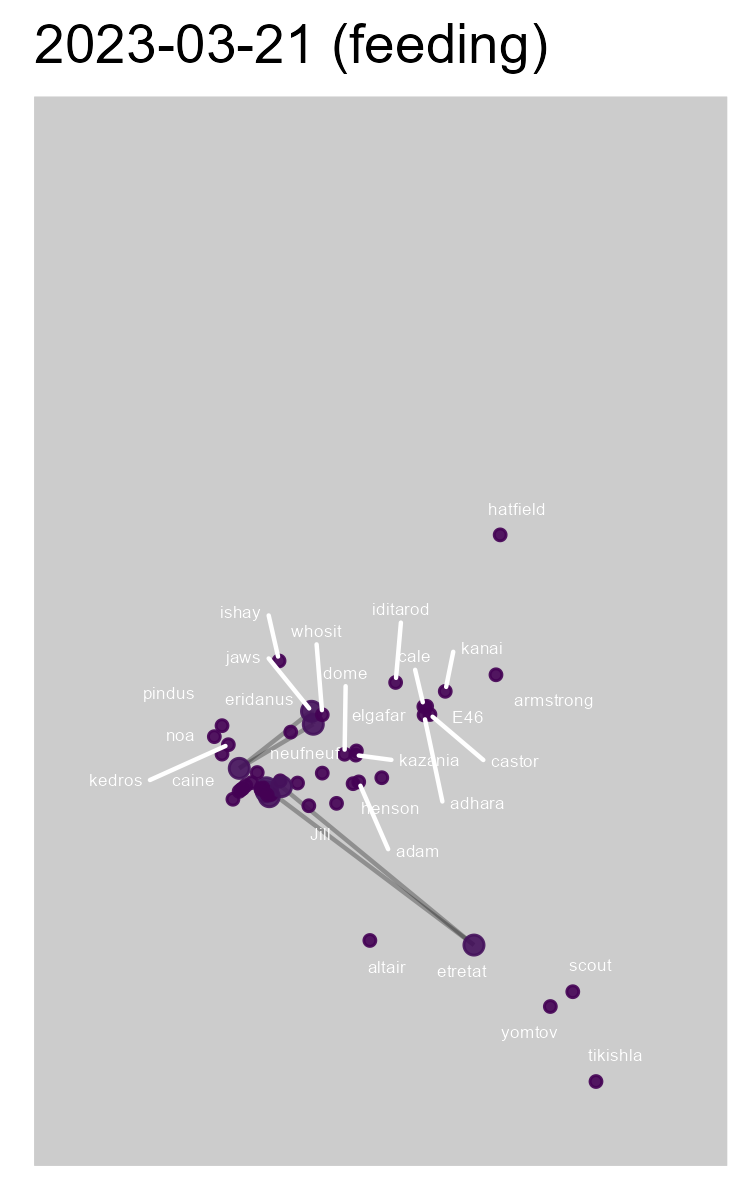 2023-03-21 (feeding)
hatfield
ishay
iditarod
whosit
cale
kanai
jaws
dome
pindus
eridanus
armstrong
elgafar
E46
noa
neufneuf
kazania
castor
kedros
caine
adhara
henson
Jill
adam
altair
etretat
scout
yomtov
tikishla